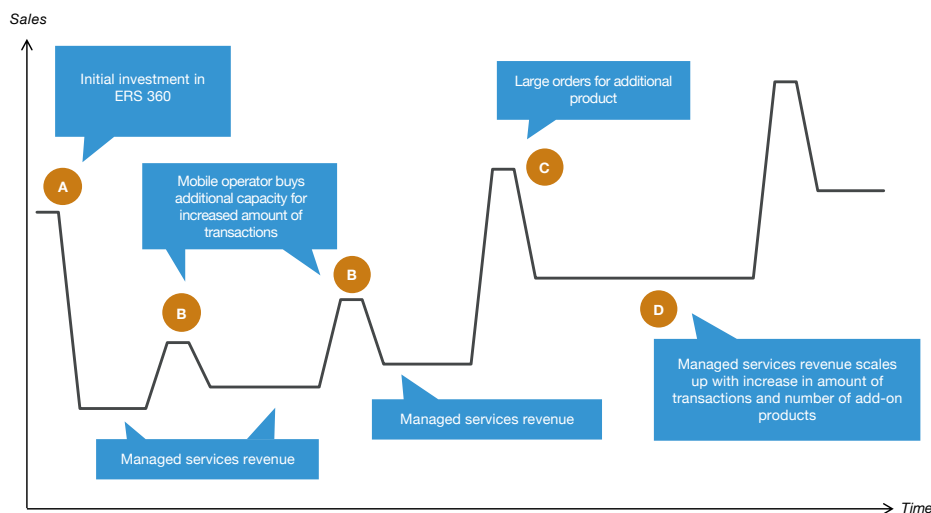 Sales
Initial investment in
ERS 360
Large orders for additional
product
A
Mobile operator buys
additional capacity for
increased amount of
transactions
C
B
B
D
Managed services revenue scales
up with increase in amount of
transactions and number of add-on
products
Managed services revenue
Managed services revenue
Time